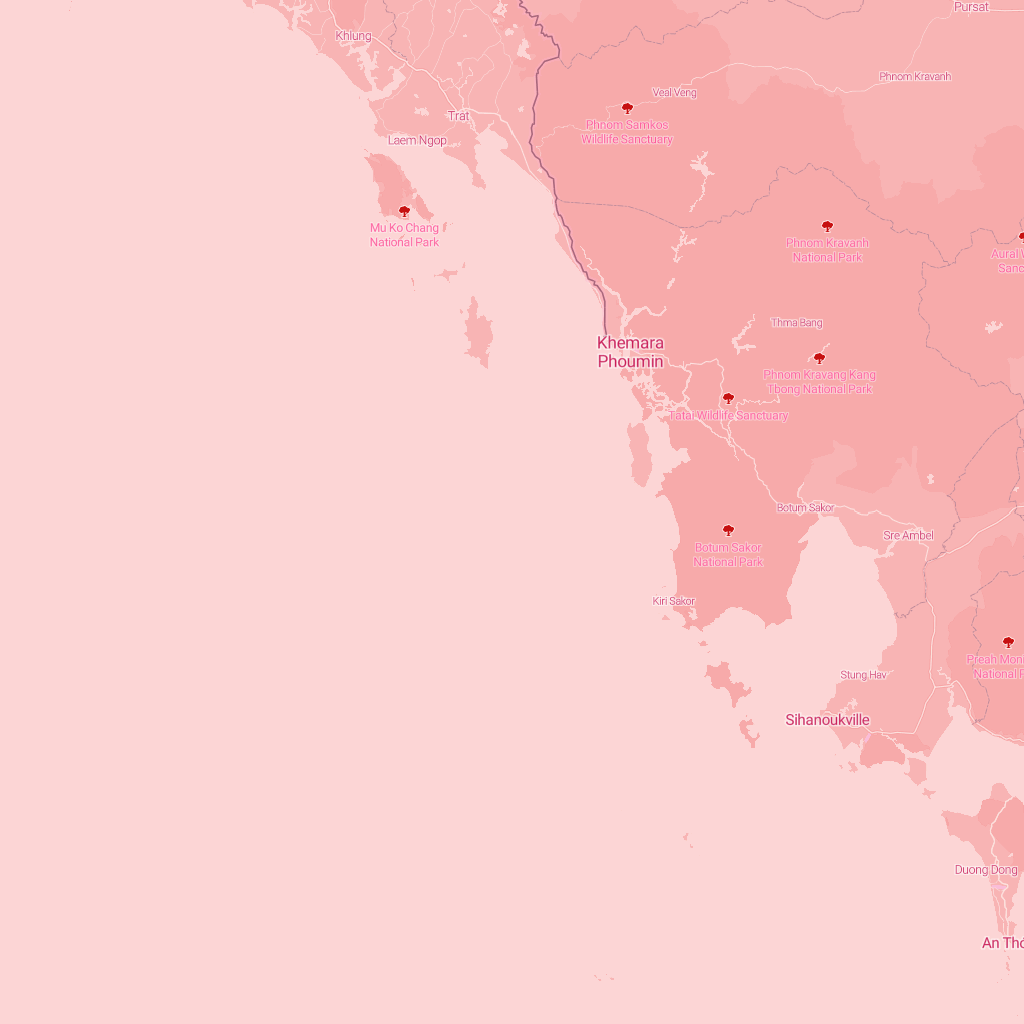 Pursat
Khlung
Phnom Kravanh
Veal Veng
Trat
Phnom Samkos
Wildlife Sanctuary
Laem Ngop
Mu Ko Chang
National Park
Phnom Kravanh
National Park
Aural
Sanc
Thma Bang
Khemara
Phoumin
Phnom Kravang Kang
Tbong National Park
Tatai Wildlife Sanctuary
Botum Sakor
Sre Ambel
Botum Sakor
National Park
Kiri Sakor
Preah Moni
National
Stung Hav
Sihanoukville
Duong Dong
An Thớ